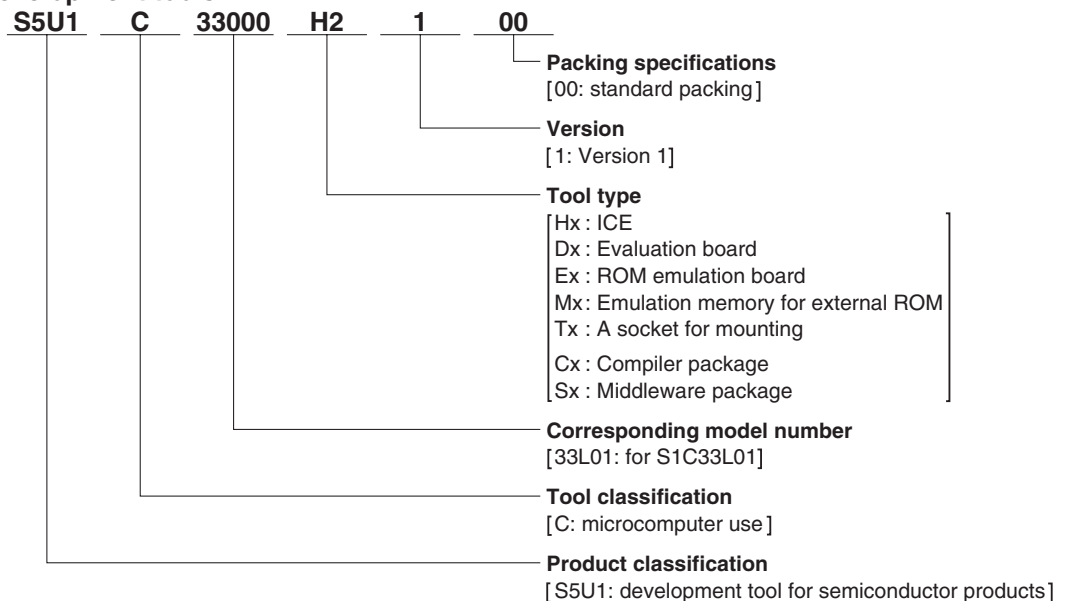 S5U1 C 33000 H2 1 00
Packing specifications
[00: standard packing]
Version
[1: Version 1]
Tool type
Hx : ICE
Dx : Evaluation board
Ex : ROM emulation board
Mx : Emulation memory for external ROM
Tx : A socket for mounting
Cx : Compiler package
Sx : Middleware package
Corresponding model number
[33L01: for S1C33L01]
Tool classification
[C: microcomputer use]
Product classification
[S5U1: development tool for semiconductor products]